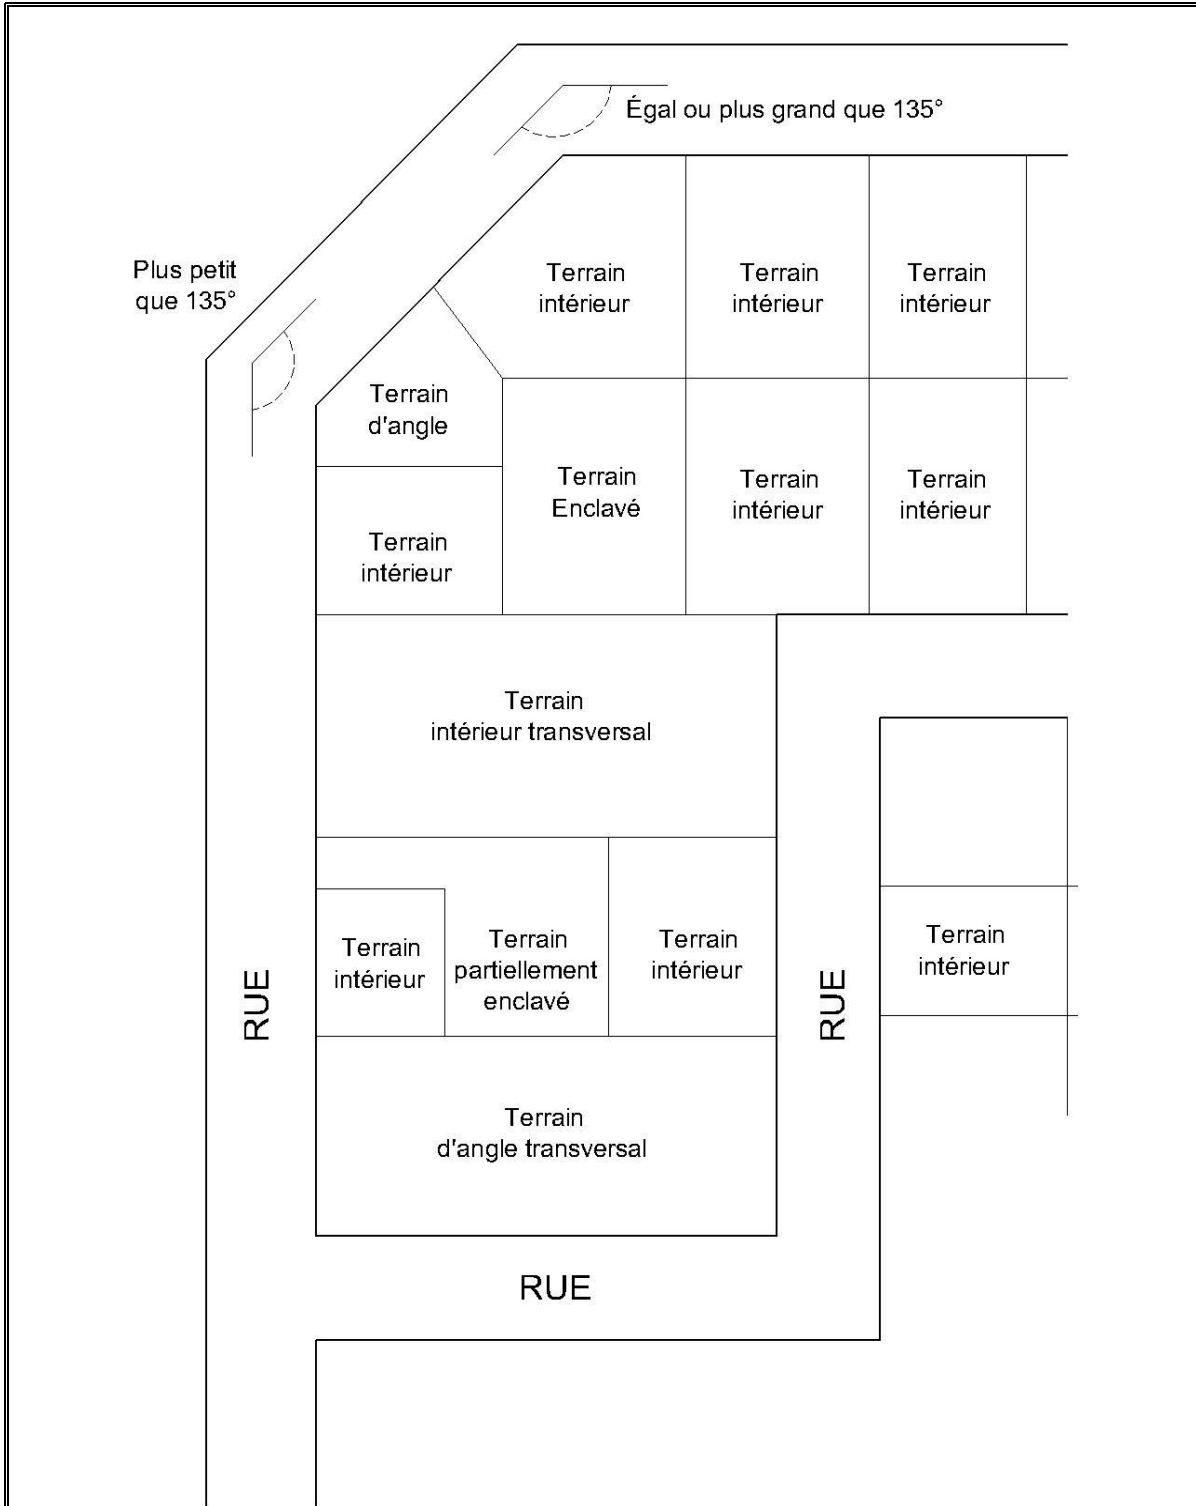 Égal ou plus grand que 135°
Plus petit
que 135°
Terrain
intérieur
Terrain
intérieur
Terrain
intérieur
Terrain
d'angle
Terrain
Enclavé
Terrain
intérieur
Terrain
intérieur
Terrain
intérieur
Terrain
intérieur transversal
Terrain
intérieur
Terrain
partiellement
enclavé
Terrain
intérieur
Terrain
intérieur
RUE
RUE
Terrain
d'angle transversal
RUE